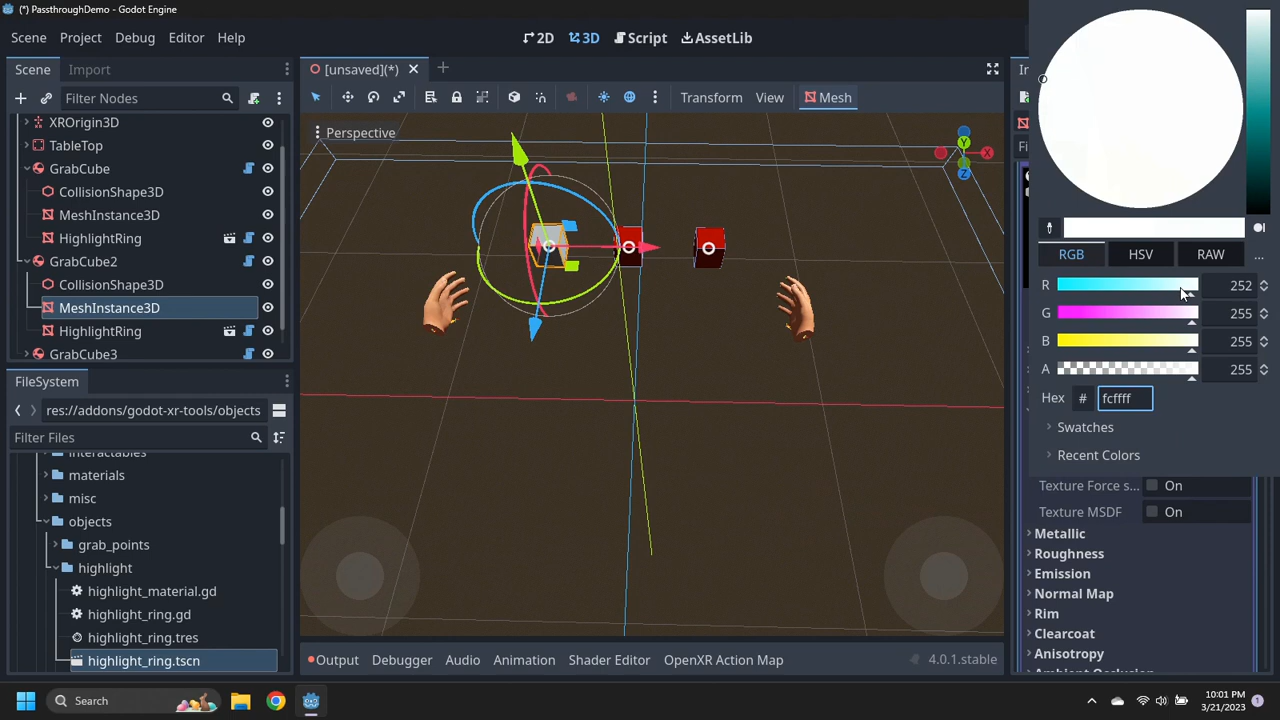 (*) PassthroughDemo - Godot Engine
Scene Project Debug Editor Help
2D 3D Script AssetLib
Scene Import
Filter Nodes
XROrigin3D
TableTop
GrabCube
CollisionShape3D
MeshInstance3D
HighlightRing
GrabCube2
CollisionShape3D
MeshInstance3D
HighlightRing
GrabCube3
FileSystem
res://addons/godot-xr-tools/objects
Filter Files
interactables
materials
misc
objects
grab_points
highlight
highlight_material.gd
highlight_ring.gd
highlight_ring.tres
highlight_ring.tscn
[unsaved](*)
Transform View Mesh
Perspective
Y
X
Z
Output Debugger Audio Animation Shader Editor OpenXR Action Map
4.0.1.stable
RGB HSV RAW ...
R 252
G 255
B 255
A 255
Hex # fcffff
Swatches
Recent Colors
Texture Force s... On
Texture MSDF On
Metallic
Roughness
Emission
Normal Map
Rim
Clearcoat
Anisotropy
Ambient Occlusion
Search
10:01 PM
3/21/2023
1